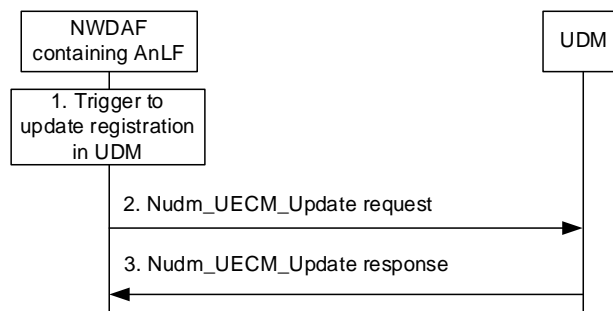 NWDAF
containing AnLF
UDM
1. Trigger to
update registration
in UDM
2. Nudm_UECM_Update request
3. Nudm_UECM_Update response